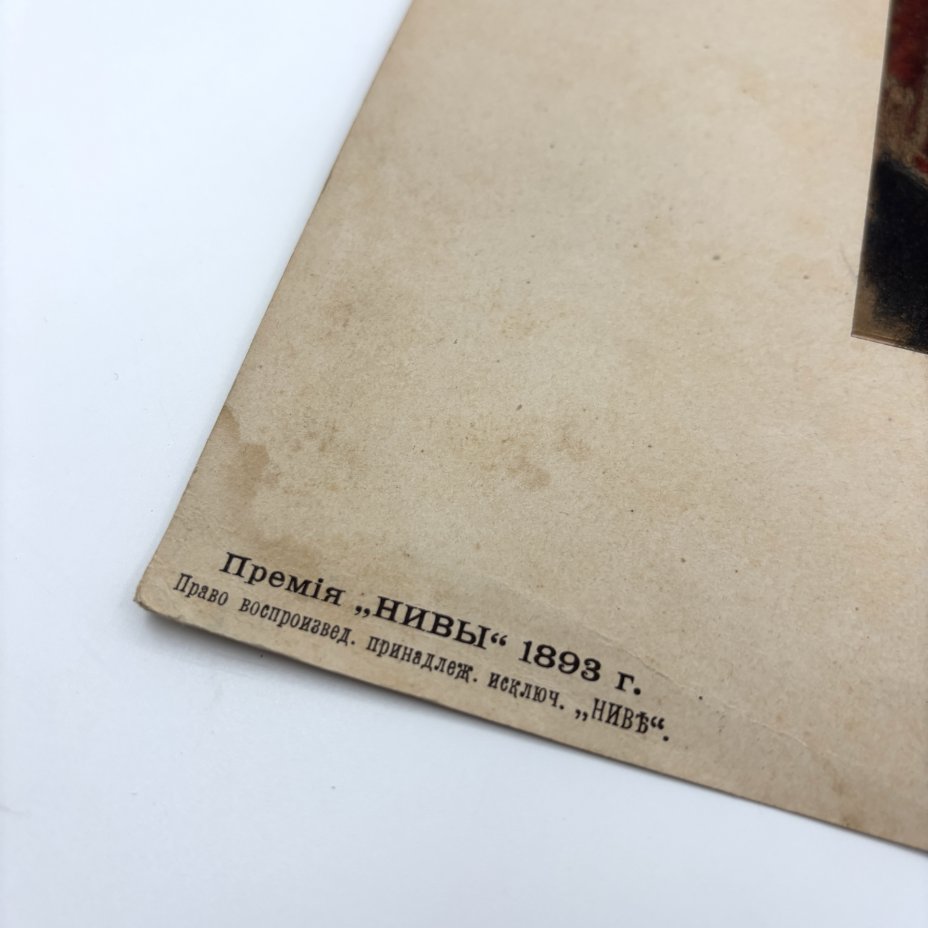 Премія „НИВЫ“ 1893 г.
Право воспроизвед. принадлеж. исключ. „НИВѢ“.